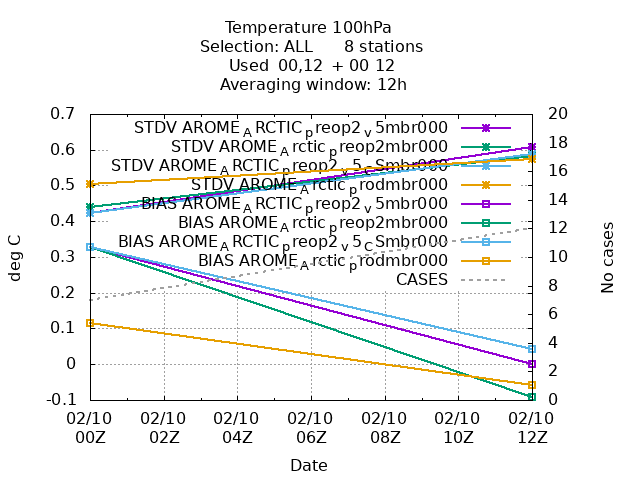 Temperature 100hPa
Selection: ALL 8 stations
Used 00,12 + 00 12
Averaging window: 12h
0.7
0.6
0.5
0.4
0.3
0.2
0.1
0
-0.1
20
18
16
14
12
10
8
6
4
2
0
deg C
No cases
STDV AROME_ARCTIC_preop2_v5mbr000
STDV AROME_Arctic_preop2mbr000
STDV AROME_ARCTIC_preop2_v5_CSmbr000
STDV AROME_Arctic_prodmbr000
BIAS AROME_ARCTIC_preop2_v5mbr000
BIAS AROME_Arctic_preop2mbr000
BIAS AROME_ARCTIC_preop2_v5_CSmbr000
BIAS AROME_Arctic_prodmbr000
CASES
02/10 02/10 02/10 02/10 02/10 02/10 02/10
00Z 02Z 04Z 06Z 08Z 10Z 12Z
Date